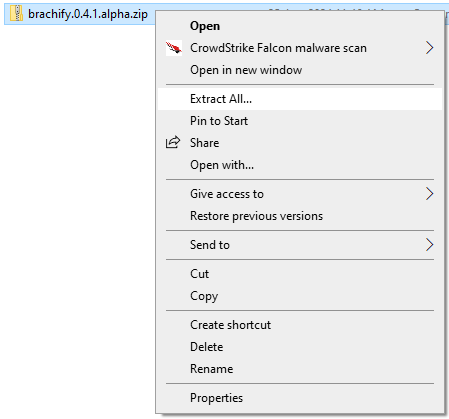 brachify.0.4.1.alpha.zip
Open
CrowdStrike Falcon malware scan
Open in new window
Extract All...
Pin to Start
Share
Open with...
Give access to
Restore previous versions
Send to
Cut
Copy
Create shortcut
Delete
Rename
Properties